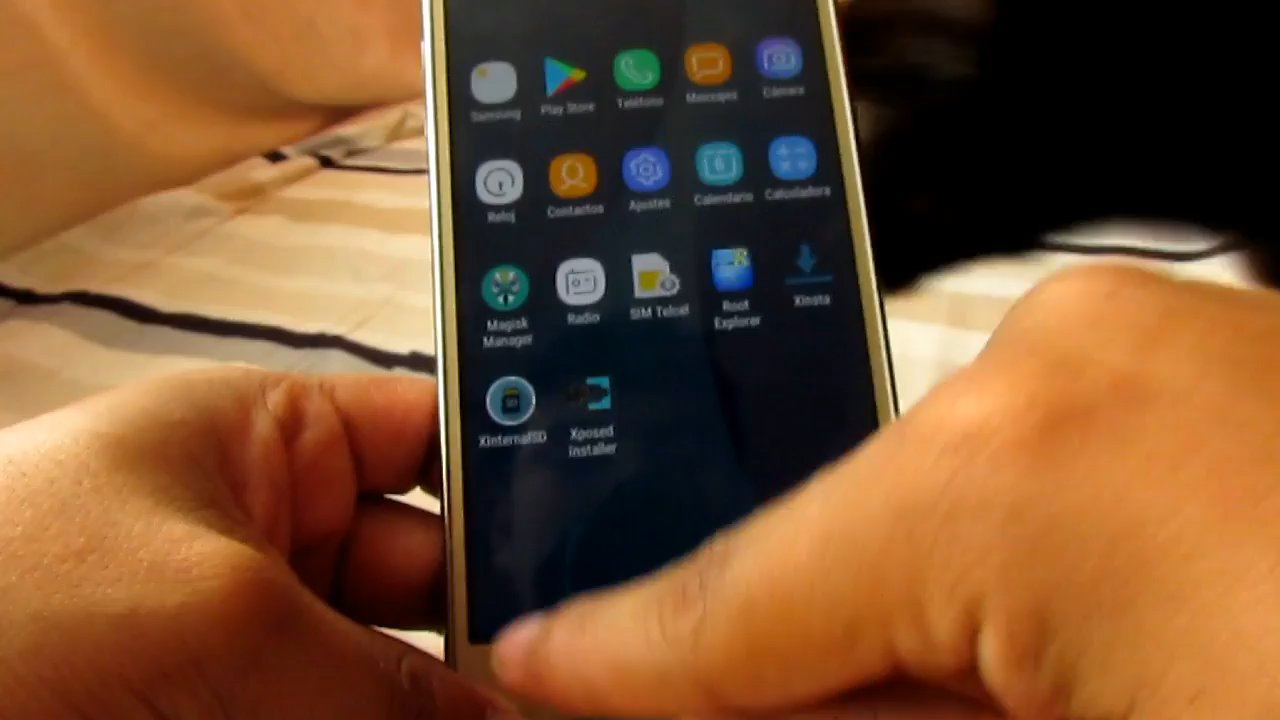 Samsung
Play Store
Teléfono
Mensajes
Cámara
Reloj
Contactos
Ajustes
6
Calendario
Calculadora
Magisk
Manager
Radio
SIM Telcel
Root
Explorer
XInsta
XInternalSD
Xposed
Installer